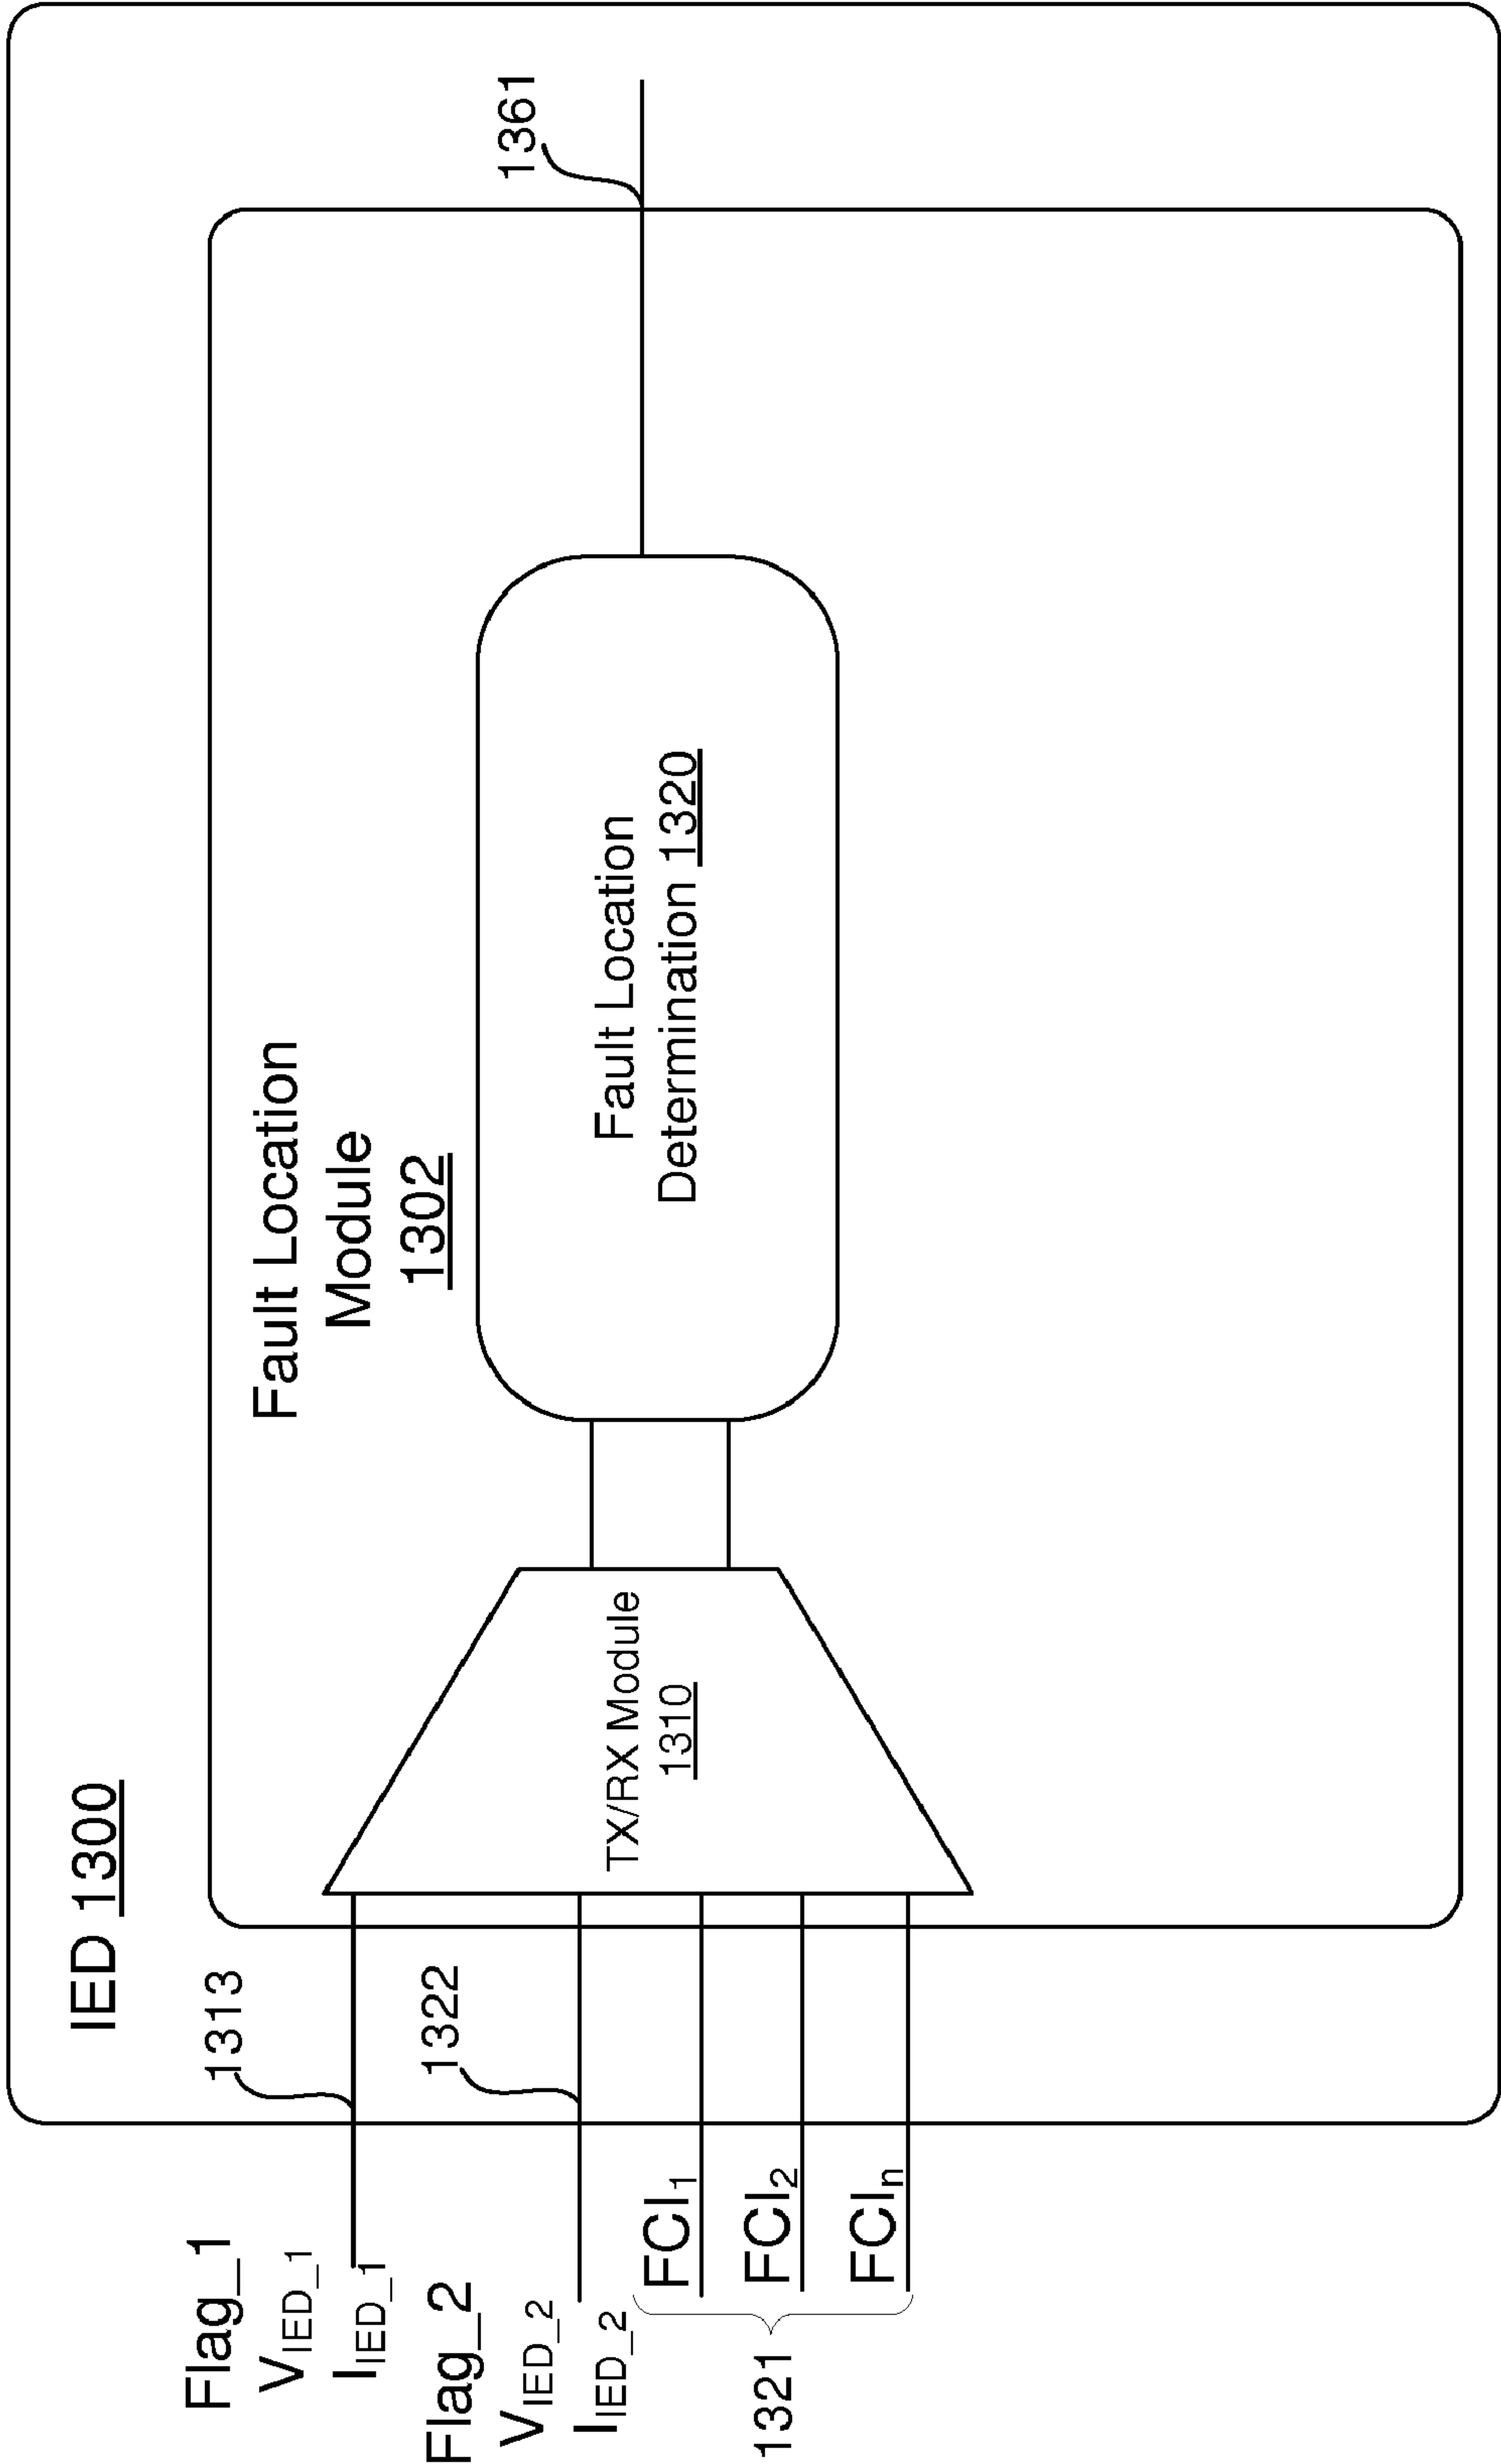 IED 1300
Fault Location
Module
1302
1313
Flag_1
VIED_1
IIED_1
1322
Flag_2
VIED_2
IIED_2
FCI1
FCI2
FCIn
1321
TX/RX Module
1310
Fault Location
Determination 1320
1361